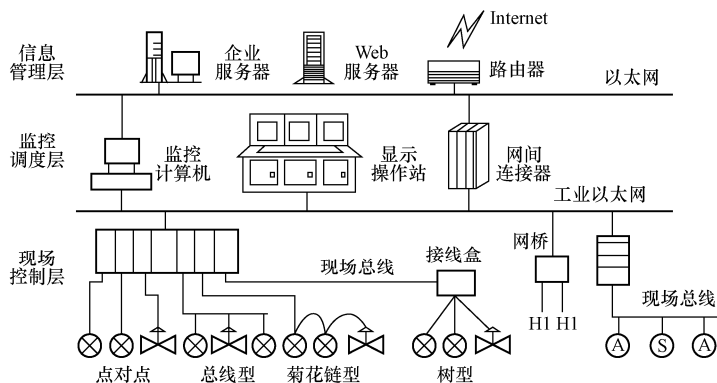 Internet
信息
管理层
企业
服务器
Web
服务器
路由器
以太网
监控
调度层
监控
计算机
显示
操作站
网间
连接器
工业以太网
现场
控制层
现场总线
接线盒
网桥
H1 H1
现场总线
A S A
点对点 总线型 菊花链型 树型